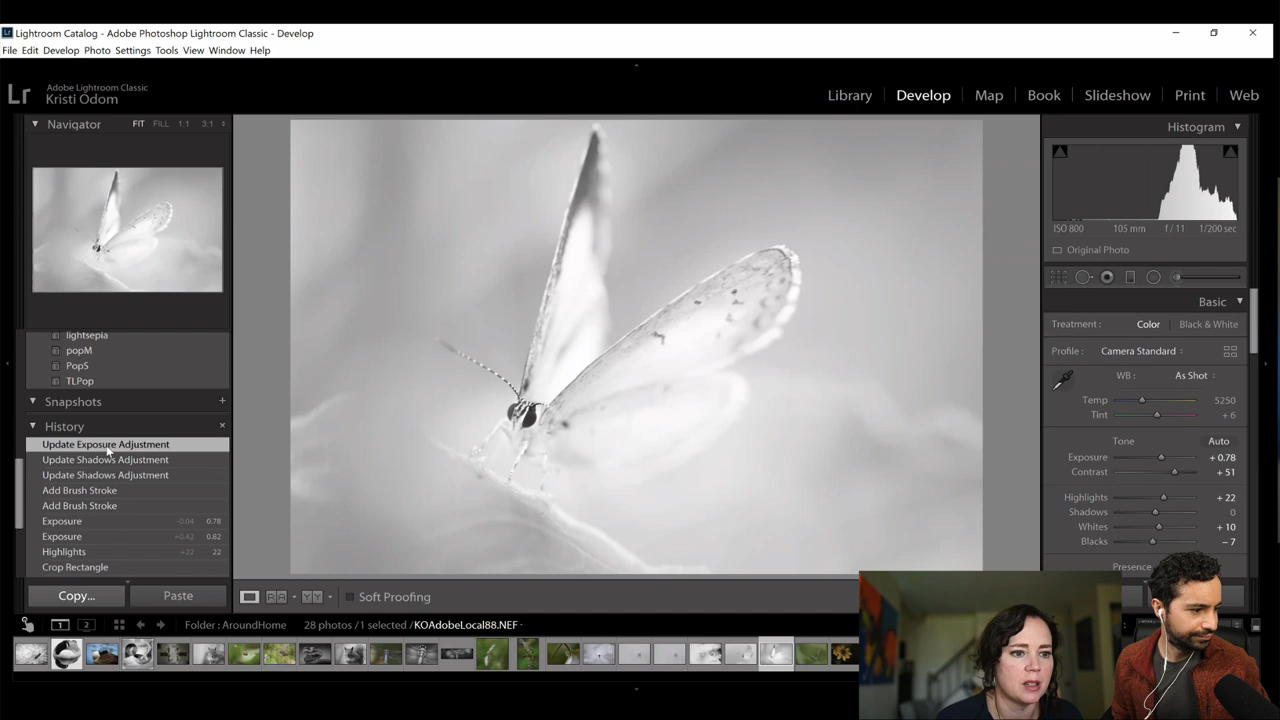 Lr Lightroom Catalog - Adobe Photoshop Lightroom Classic - Develop
File Edit Develop Photo Settings Tools View Window Help
Lr
Adobe Lightroom Classic
Kristi Odom
Library Develop Map Book Slideshow Print Web
Navigator FIT FILL 1:1 3:1
lightsepia
popM
PopS
TLPop
Snapshots +
History ×
Update Exposure Adjustment
Update Shadows Adjustment
Update Shadows Adjustment
Add Brush Stroke
Add Brush Stroke
Exposure -0.04 0.78
Exposure +0.42 0.82
Highlights +22 22
Crop Rectangle
Copy... Paste
Histogram
ISO 800 105 mm f / 11 1/200 sec
Original Photo
Basic
Treatment : Color Black & White
Profile : Camera Standard
WB : As Shot
Temp 5250
Tint + 6
Tone Auto
Exposure + 0.78
Contrast + 51
Highlights + 22
Shadows 0
Whites + 10
Blacks – 7
Presence
Soft Proofing
1 2 Folder : AroundHome 28 photos / 1 selected / KOAdobeLocal88.NEF